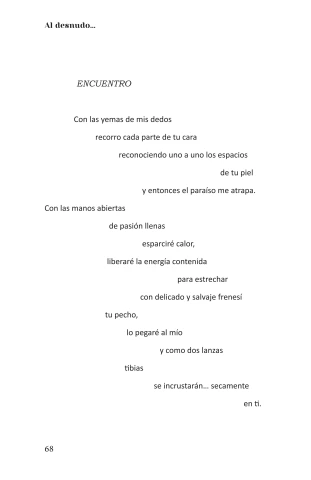 Al desnudo...
ENCUENTRO
Con las yemas de mis dedos
recorro cada parte de tu cara
reconociendo uno a uno los espacios
de tu piel
y entonces el paraíso me atrapa.
Con las manos abiertas
de pasión llenas
esparciré calor,
liberaré la energía contenida
para estrechar
con delicado y salvaje frenesí
tu pecho,
lo pegaré al mío
y como dos lanzas
tibias
se incrustarán... secamente
en ti.
68